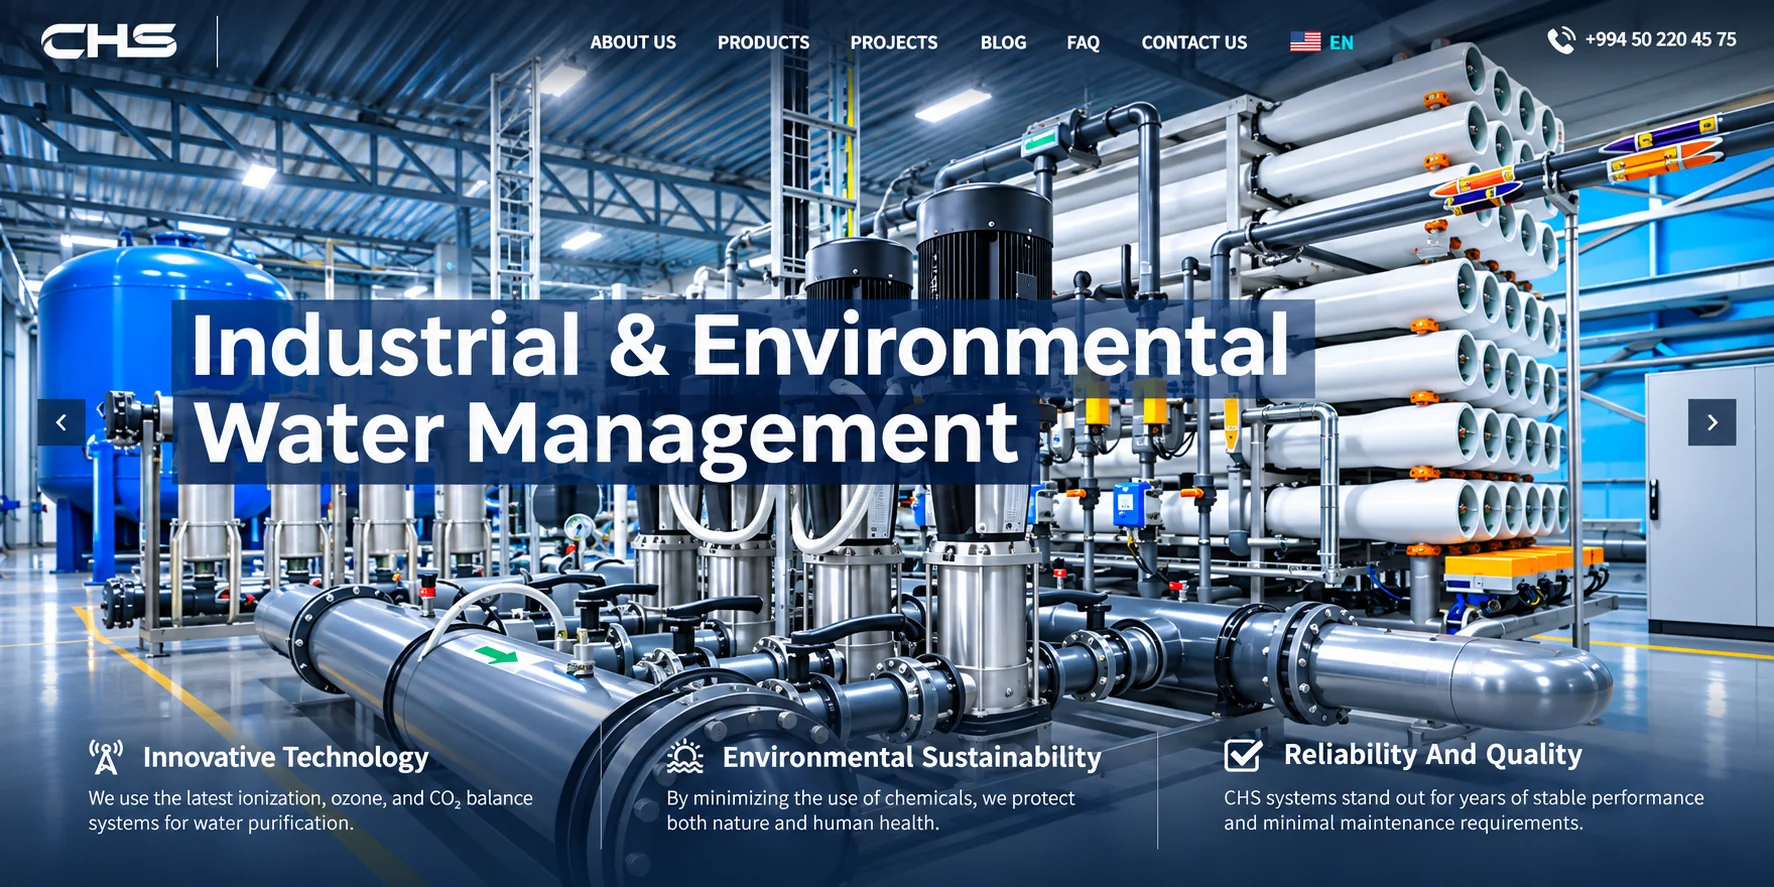 CHS
ABOUT US
PRODUCTS
PROJECTS
BLOG
FAQ
CONTACT US
EN
+994 50 220 45 75
Industrial & Environmental
Water Management
Innovative Technology
We use the latest ionization, ozone, and CO₂ balance
systems for water purification.
Environmental Sustainability
By minimizing the use of chemicals, we protect
both nature and human health.
Reliability And Quality
CHS systems stand out for years of stable performance
and minimal maintenance requirements.